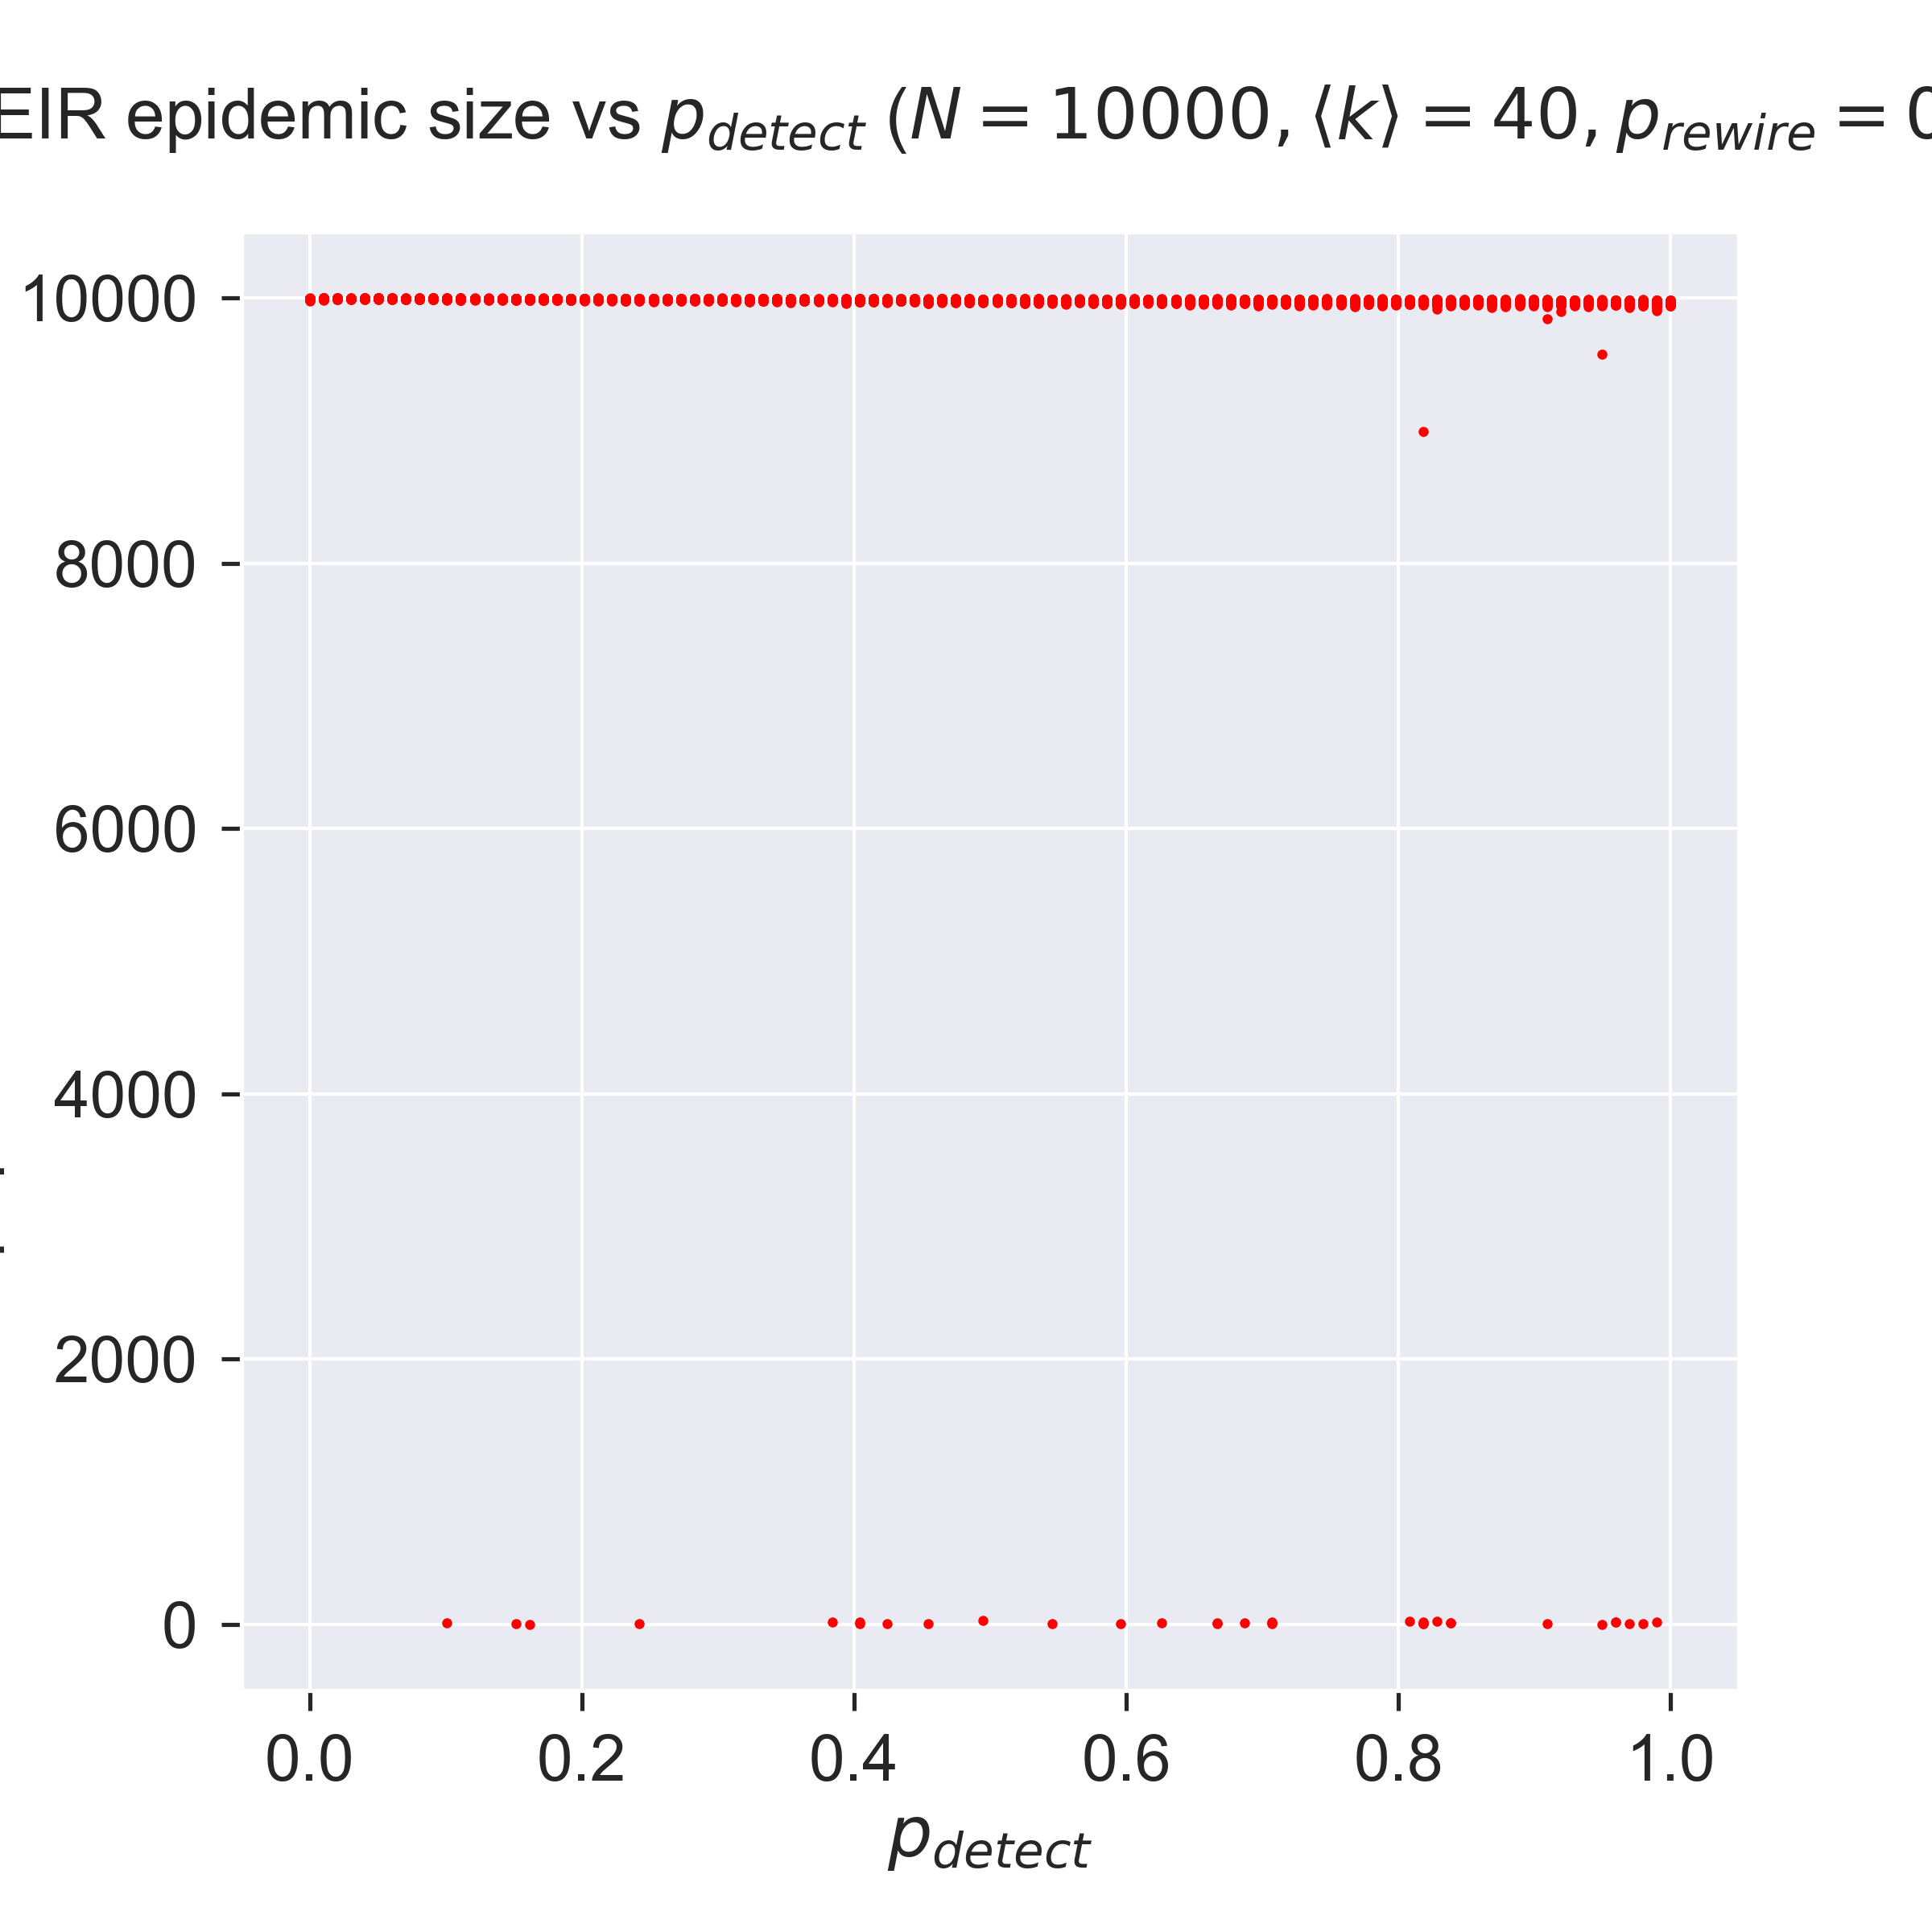 EIR epidemic size vs p_detect (N = 10000, ⟨k⟩ = 40, p_rewire = 0
10000
8000
6000
4000
2000
0
0.0 0.2 0.4 0.6 0.8 1.0
p_detect